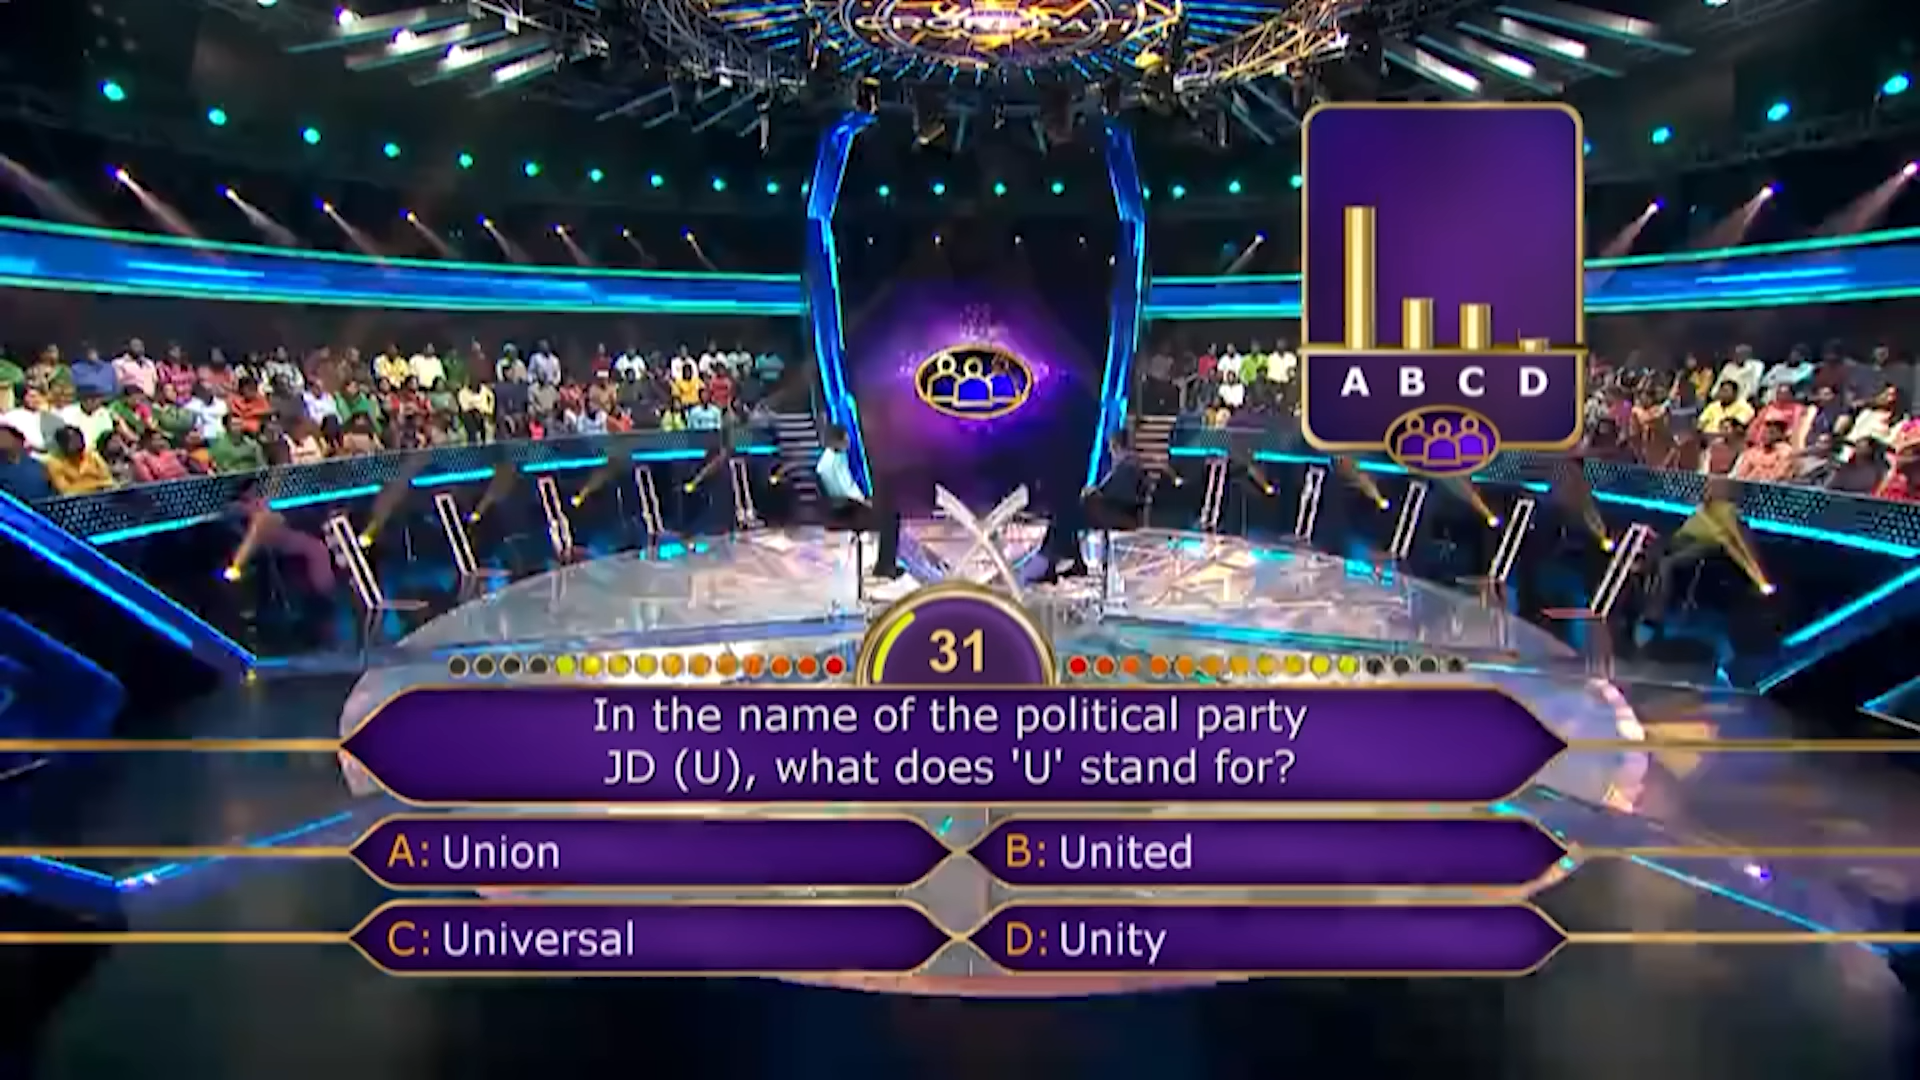 A B C D
31
In the name of the political party
JD (U), what does 'U' stand for?
A: Union
B: United
C: Universal
D: Unity